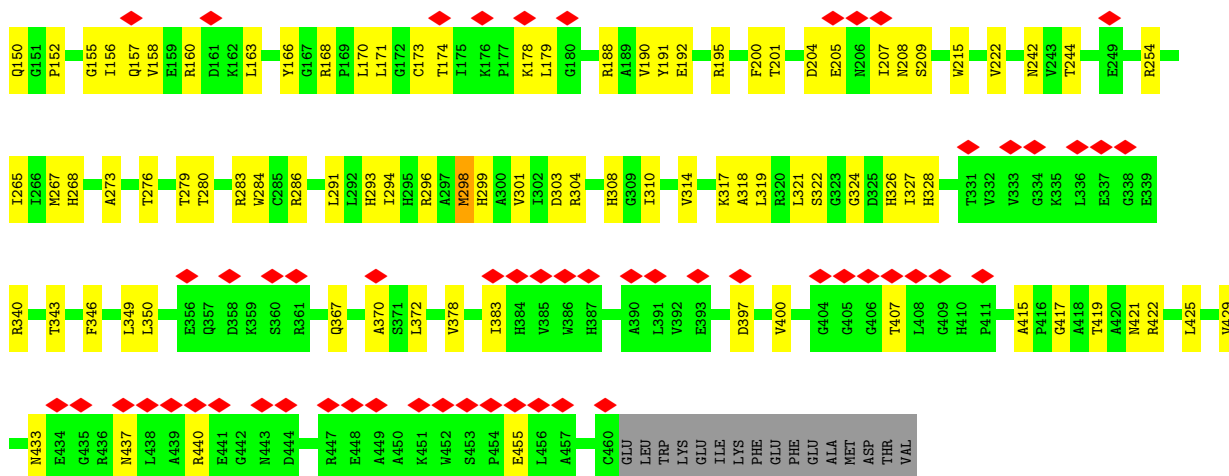 Q150 G151 P152 G155 I156 Q157 V158 E159 R160 D161 K162 L163 Y166 G167 R168 P169 L170 L171 G172 C173 T174 I175 K176 P177 K178 L179 G180 R188 A189 V190 Y191 E192 R195 F200 T201 D204 E205 N206 I207 N208 S209 W215 V222 N242 V243 T244 E249 R254
I265 I266 M267 H268 A273 T276 T279 T280 R283 W284 C285 R286 L291 L292 H293 I294 H295 R296 A297 M298 H299 A300 V301 I302 D303 R304 H308 G309 I310 V314 K317 A318 L319 R320 L321 S322 G323 G324 D325 H326 I327 H328 T331 V332 V333 G334 K335 L336 E337 G338 E339
R340 T343 F346 L349 L350 E356 Q357 D358 K359 S360 R361 Q367 A370 S371 L372 V378 I383 H384 V385 W386 H387 A390 L391 V392 E393 D397 V400 G404 G405 G406 T407 L408 G409 H410 P411 A415 P416 G417 A418 T419 A420 N421 R422 L425 V429
N433 E434 G435 R436 N437 L438 A439 R440 E441 G442 N443 D444 R447 E448 A449 A450 K451 W452 S453 P454 E455 L456 A457 C460 GLU LEU TRP LYS GLU ILE LYS PHE GLU PHE GLU ALA MET ASP THR VAL